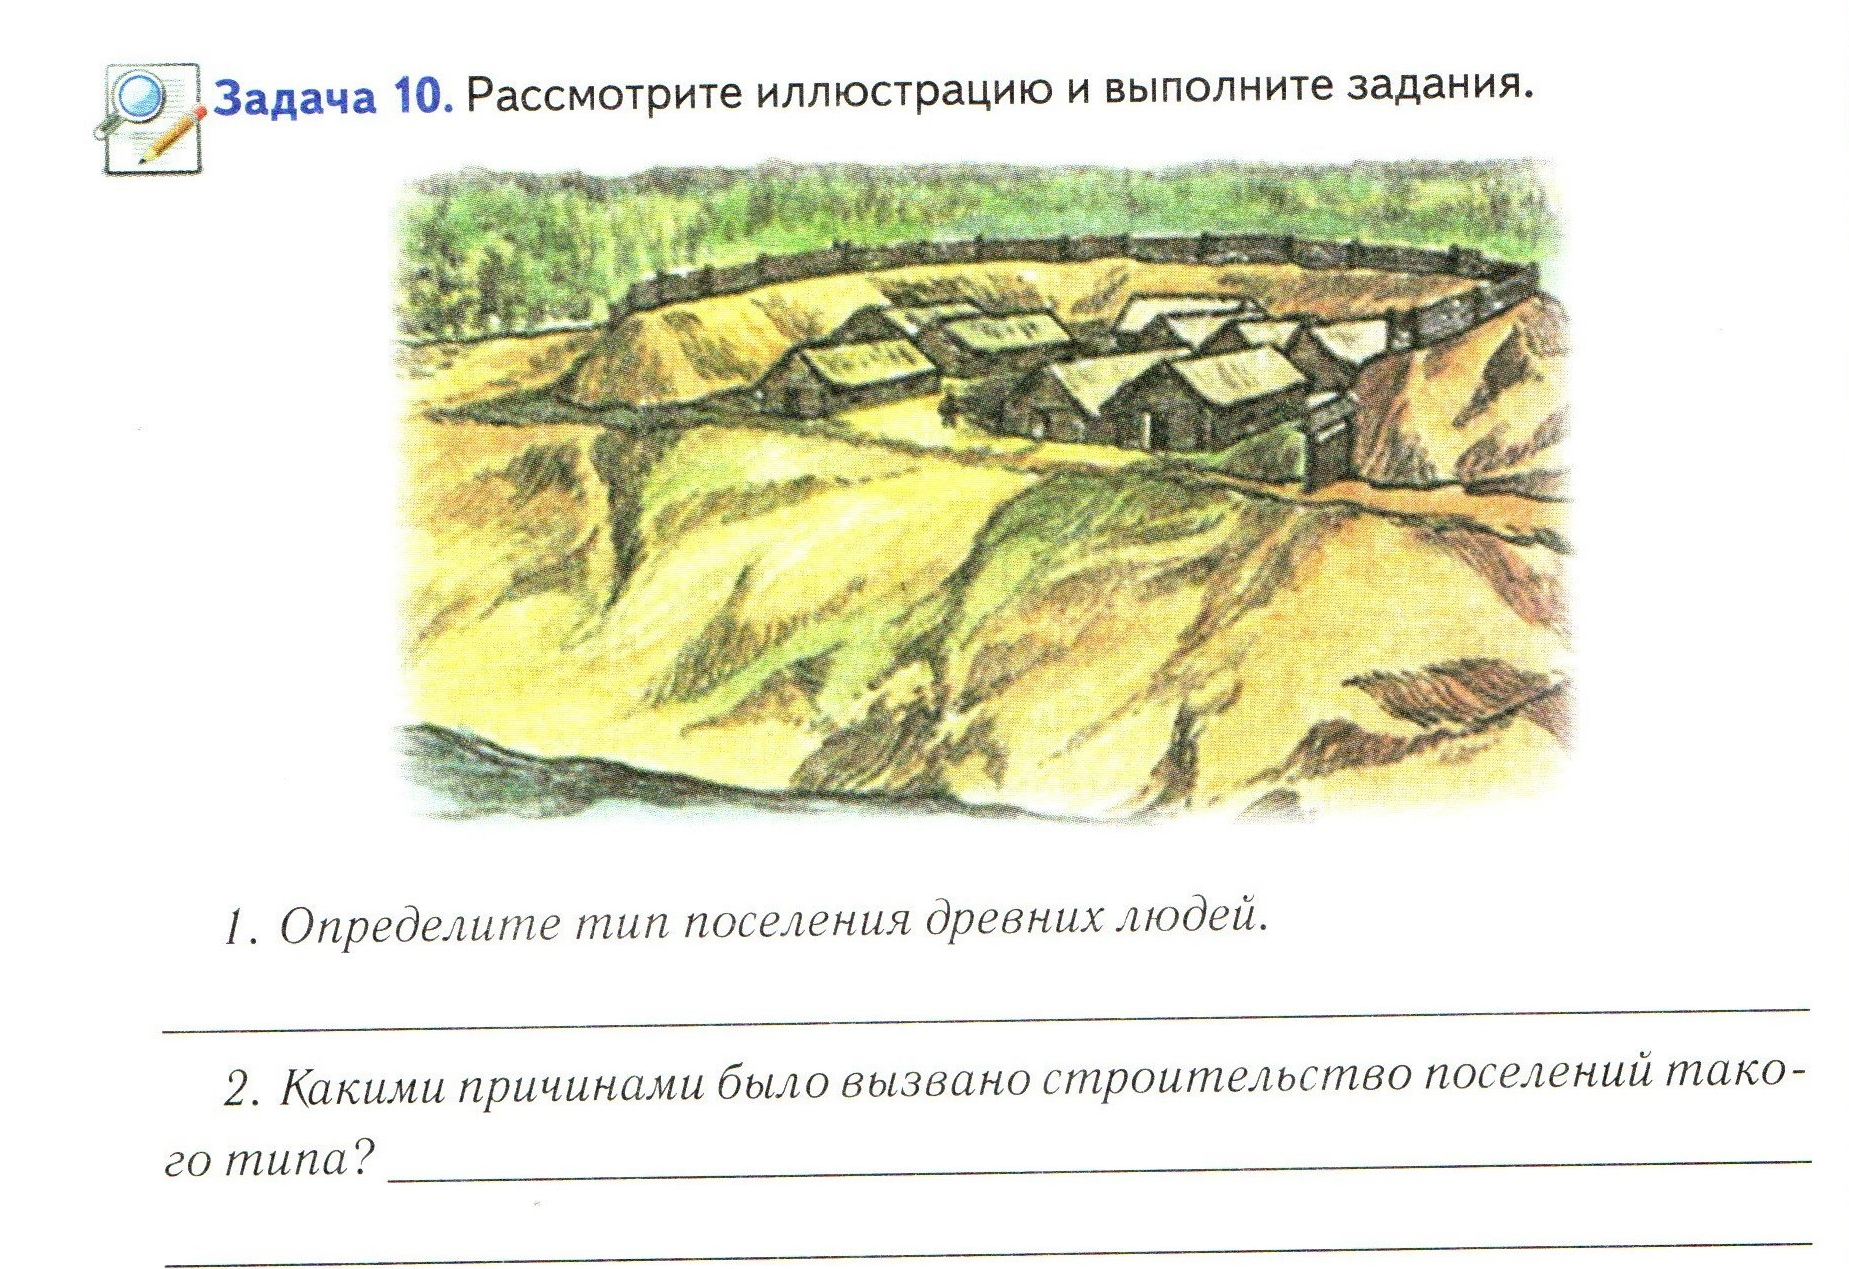 Задача 10. Рассмотрите иллюстрацию и выполните задания.
1. Определите тип поселения древних людей.
2. Какими причинами было вызвано строительство поселений тако-
го типа?